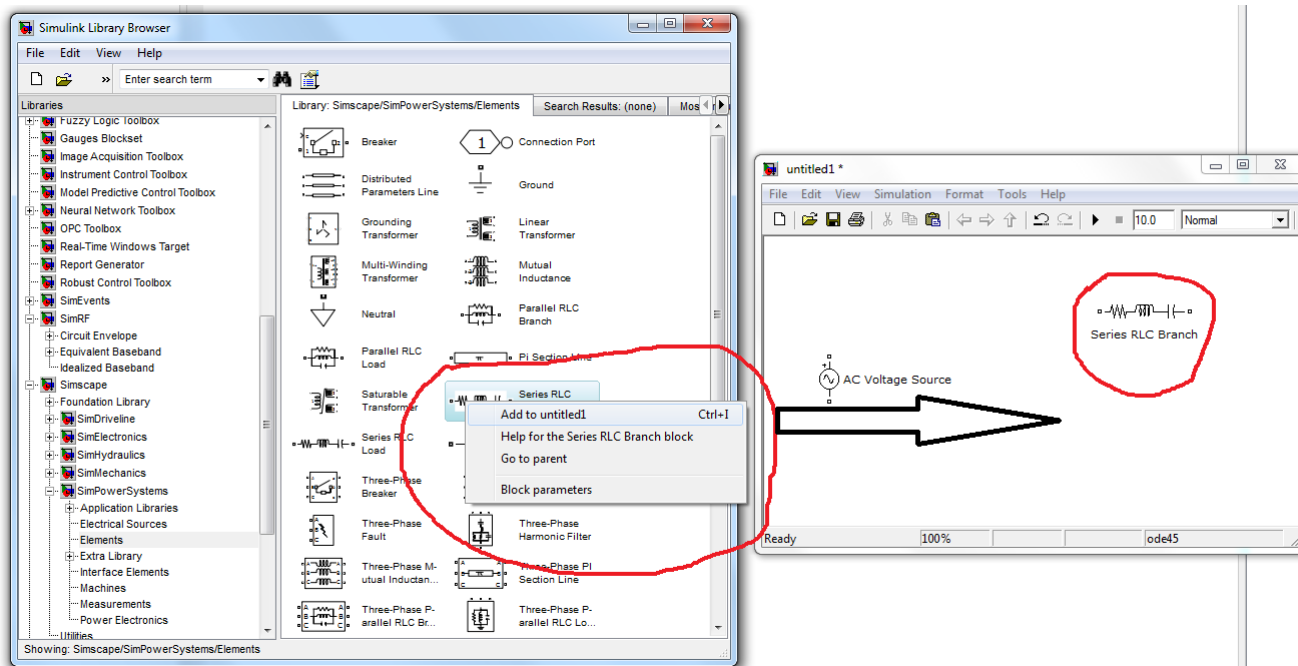 Simulink Library Browser
File Edit View Help
» Enter search term
Libraries
Fuzzy Logic Toolbox
Gauges Blockset
Image Acquisition Toolbox
Instrument Control Toolbox
Model Predictive Control Toolbox
Neural Network Toolbox
OPC Toolbox
Real-Time Windows Target
Report Generator
Robust Control Toolbox
SimEvents
SimRF
Circuit Envelope
Equivalent Baseband
Idealized Baseband
Simscape
Foundation Library
SimDriveline
SimElectronics
SimHydraulics
SimMechanics
SimPowerSystems
Application Libraries
Electrical Sources
Elements
Extra Library
Interface Elements
Machines
Measurements
Power Electronics
Utilities
Library: Simscape/SimPowerSystems/Elements Search Results: (none) Mos
Breaker
1 Connection Port
Distributed
Parameters Line
Ground
Grounding
Transformer
Linear
Transformer
Multi-Winding
Transformer
Mutual
Inductance
Neutral
Parallel RLC
Branch
Parallel RLC
Load
Pi Section Line
Saturable
Transformer
Series RLC
Series RLC
Load
Add to untitled1 Ctrl+I
Help for the Series RLC Branch block
Go to parent
Block parameters
Three-Phase
Breaker
Three-Phase
Fault
Three-Phase
Harmonic Filter
Three-Phase M-
utual Inductan...
Three-Phase PI
Section Line
Three-Phase P-
arallel RLC Br...
Three-Phase P-
arallel RLC Lo...
Showing: Simscape/SimPowerSystems/Elements
untitled1 *
File Edit View Simulation Format Tools Help
10.0 Normal
Series RLC Branch
AC Voltage Source
Ready 100% ode45